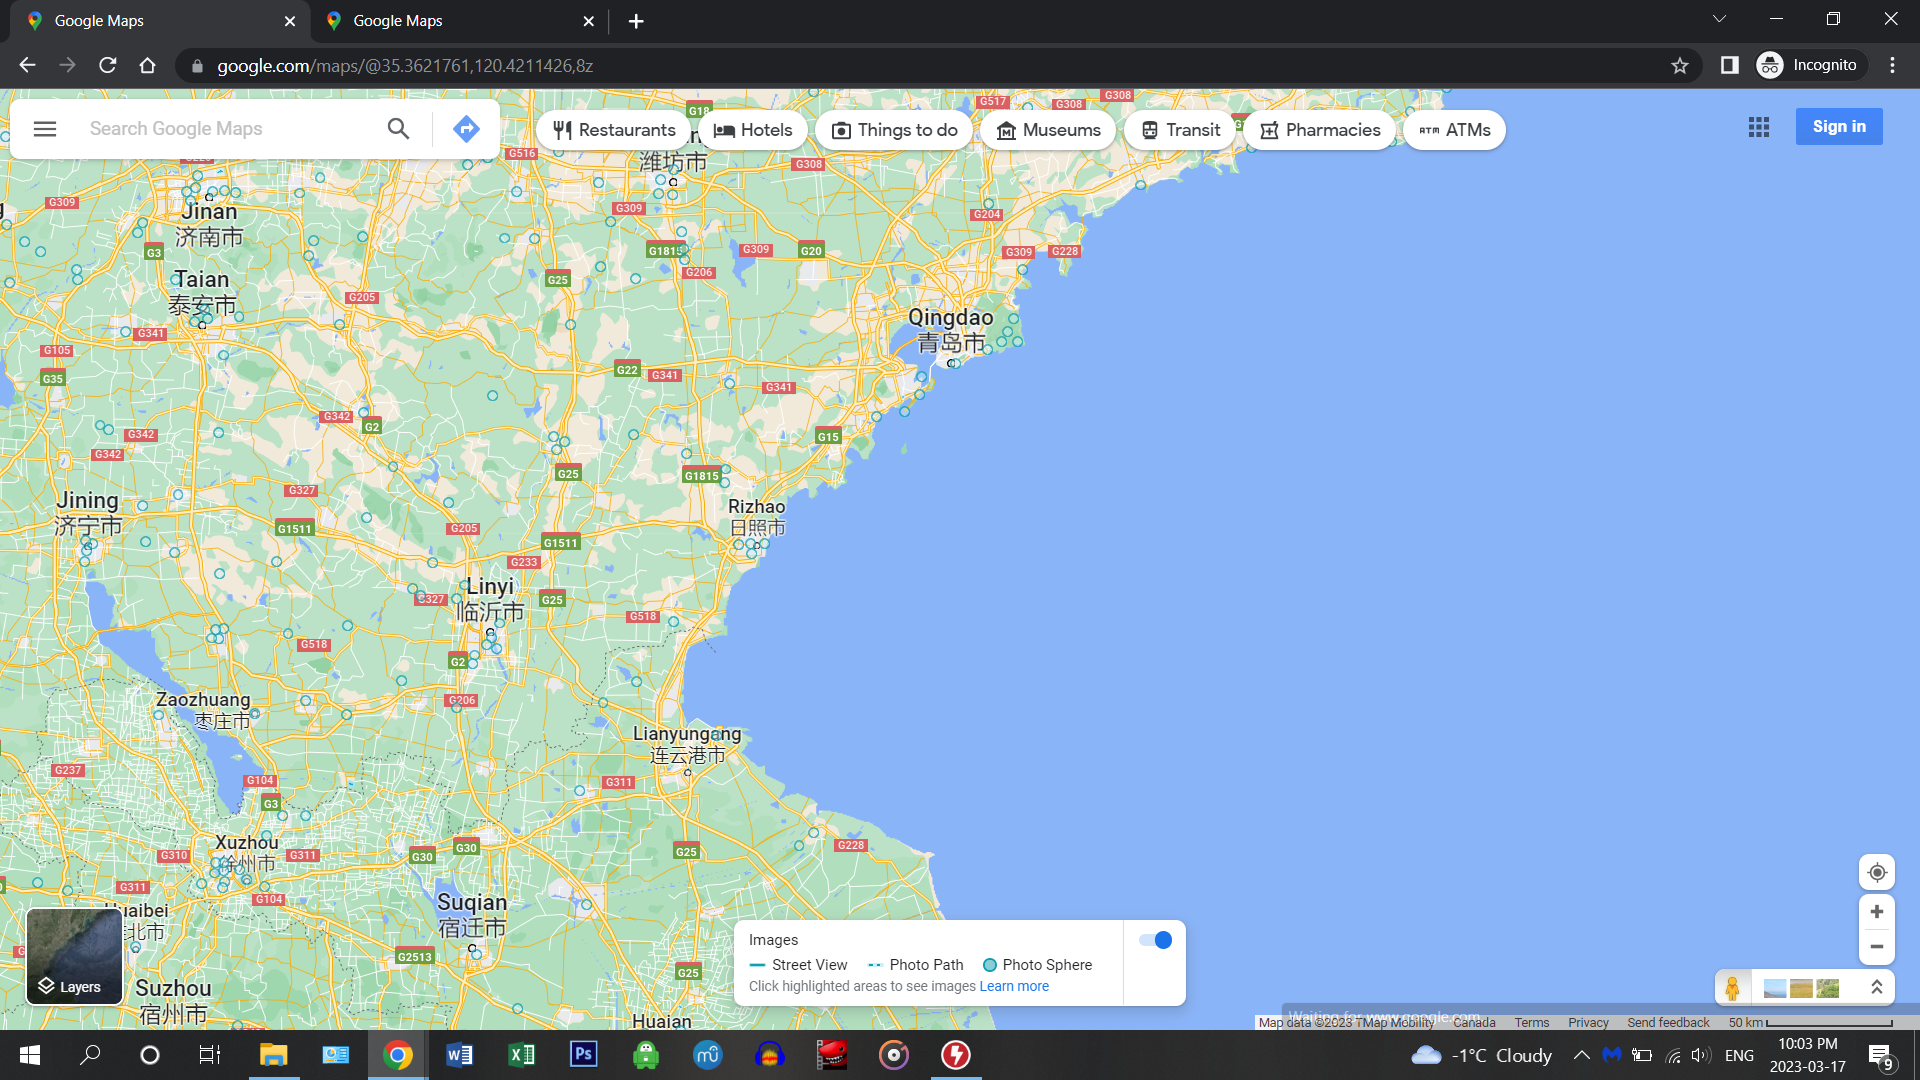 Google Maps
Google Maps
google.com/maps/@35.3621761,120.4211426,8z
Incognito
Search Google Maps
Restaurants
Hotels
Things to do
Museums
Transit
Pharmacies
ATMs
Sign in
G18
G517
G308
G308
G308
G516
G308
潍坊市
G309
Jinan
济南市
G309
G204
G3
G1815
G309
G20
G309
G228
G206
G25
Taian
泰安市
G205
Qingdao
青岛市
G341
G105
G35
G22
G341
G341
G342
G2
G342
G342
G15
G25
G1815
G327
Jining
济宁市
Rizhao
日照市
G1511
G205
G1511
G233
Linyi
临沂市
G327
G25
G518
G518
G2
G206
Zaozhuang
枣庄市
Lianyungang
连云港市
G237
G104
G311
G3
Xuzhou
徐州市
G310
G311
G30
G30
G25
G228
G311
G104
Huaibei
Suqian
宿迁市
G2513
G25
Suzhou
宿州市
Huaian
Layers
Images
Street View
Photo Path
Photo Sphere
Click highlighted areas to see images Learn more
Waiting for www.google.com...
Map data ©2023 TMap Mobility
Canada
Terms
Privacy
Send feedback
50 km
-1°C Cloudy
ENG
10:03 PM
2023-03-17
9